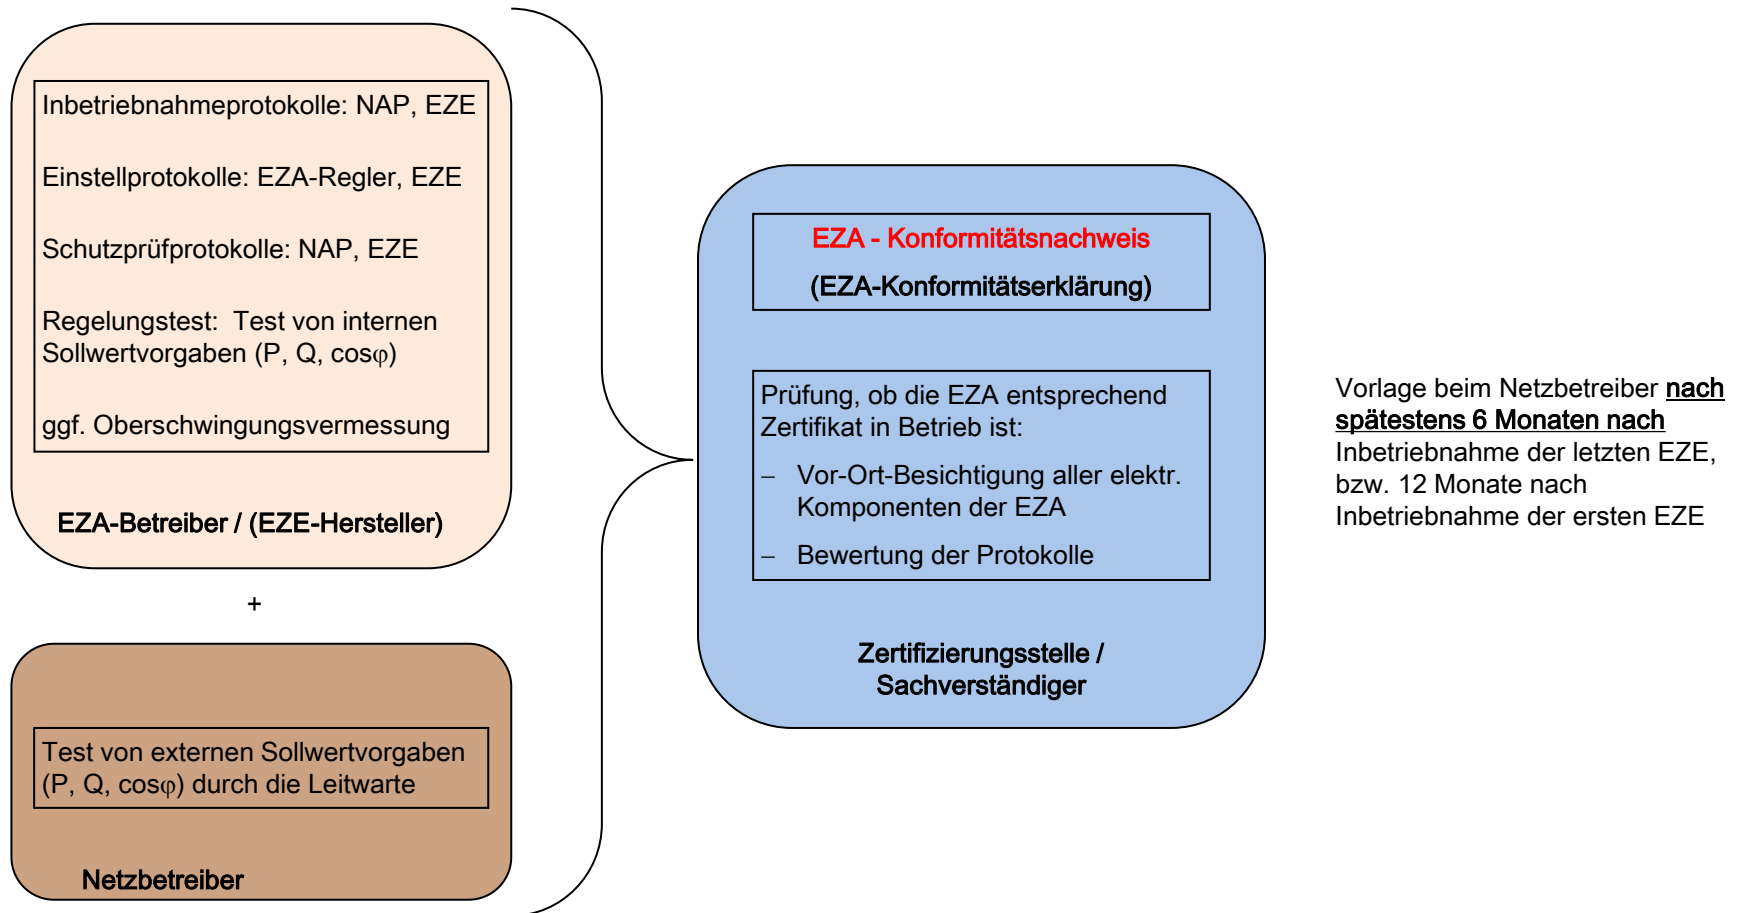 Inbetriebnahmeprotokolle: NAP, EZE
Einstellprotokolle: EZA-Regler, EZE
Schutzprüfprotokolle: NAP, EZE
Regelungstest: Test von internen
Sollwertvorgaben (P, Q, cosφ)
ggf. Oberschwingungsvermessung
EZA-Betreiber / (EZE-Hersteller)
+
Test von externen Sollwertvorgaben
(P, Q, cosφ) durch die Leitwarte
Netzbetreiber
EZA - Konformitätsnachweis
(EZA-Konformitätserklärung)
Prüfung, ob die EZA entsprechend
Zertifikat in Betrieb ist:
– Vor-Ort-Besichtigung aller elektr.
Komponenten der EZA
– Bewertung der Protokolle
Zertifizierungsstelle /
Sachverständiger
Vorlage beim Netzbetreiber nach
spätestens 6 Monaten nach
Inbetriebnahme der letzten EZE,
bzw. 12 Monate nach
Inbetriebnahme der ersten EZE